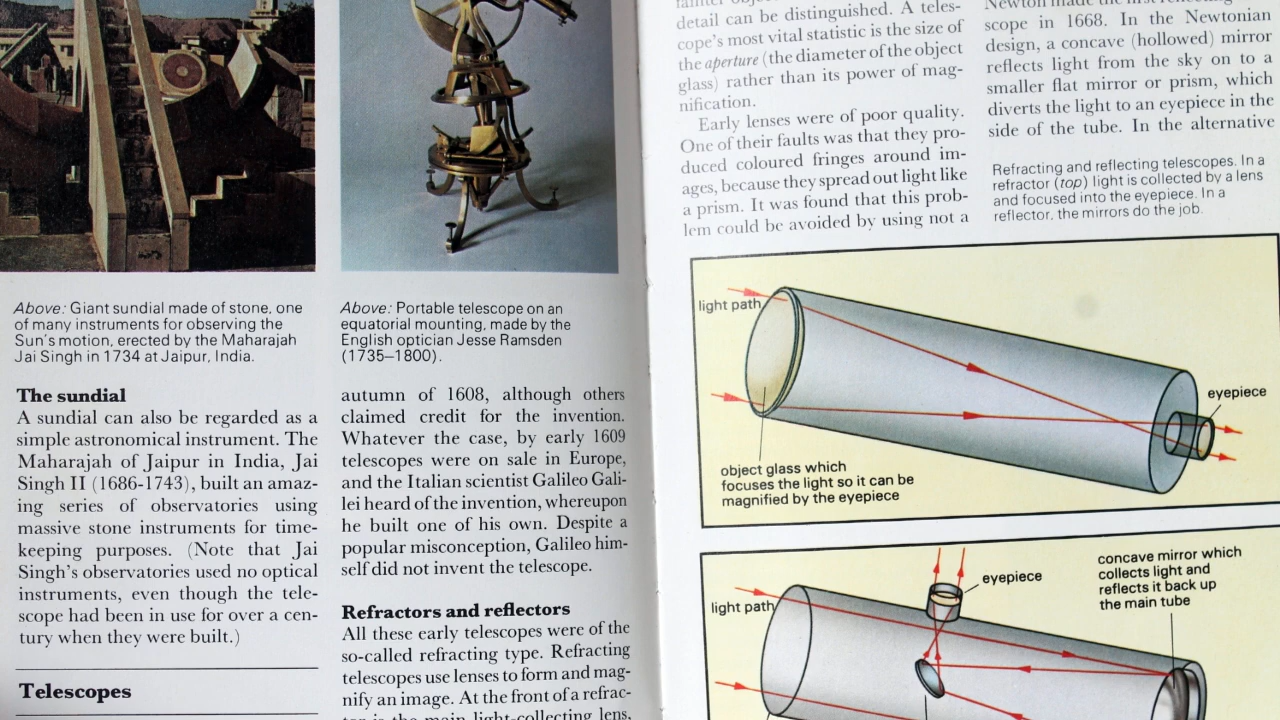 Above: Giant sundial made of stone, one
of many instruments for observing the
Sun's motion, erected by the Maharajah
Jai Singh in 1734 at Jaipur, India.
The sundial
A sundial can also be regarded as a
simple astronomical instrument. The
Maharajah of Jaipur in India, Jai
Singh II (1686-1743), built an amaz-
ing series of observatories using
massive stone instruments for time-
keeping purposes. (Note that Jai
Singh's observatories used no optical
instruments, even though the tele-
scope had been in use for over a cen-
tury when they were built.)
Telescopes
Above: Portable telescope on an
equatorial mounting, made by the
English optician Jesse Ramsden
(1735–1800).
autumn of 1608, although others
claimed credit for the invention.
Whatever the case, by early 1609
telescopes were on sale in Europe,
and the Italian scientist Galileo Gali-
lei heard of the invention, whereupon
he built one of his own. Despite a
popular misconception, Galileo him-
self did not invent the telescope.
Refractors and reflectors
All these early telescopes were of the
so-called refracting type. Refracting
telescopes use lenses to form and mag-
nify an image. At the front of a refrac-
tor is the main light-collecting lens,
detail can be distinguished. A teles-
cope's most vital statistic is the size of
the aperture (the diameter of the object
glass) rather than its power of mag-
nification.
Early lenses were of poor quality.
One of their faults was that they pro-
duced coloured fringes around im-
ages, because they spread out light like
a prism. It was found that this prob-
lem could be avoided by using not a
Newton made the first
scope in 1668. In the Newtonian
design, a concave (hollowed) mirror
reflects light from the sky on to a
smaller flat mirror or prism, which
diverts the light to an eyepiece in the
side of the tube. In the alternative
Refracting and reflecting telescopes. In a
refractor (top) light is collected by a lens
and focused into the eyepiece. In a
reflector, the mirrors do the job.
light path
eyepiece
object glass which
focuses the light so it can be
magnified by the eyepiece
concave mirror which
collects light and
reflects it back up
the main tube
eyepiece
light path